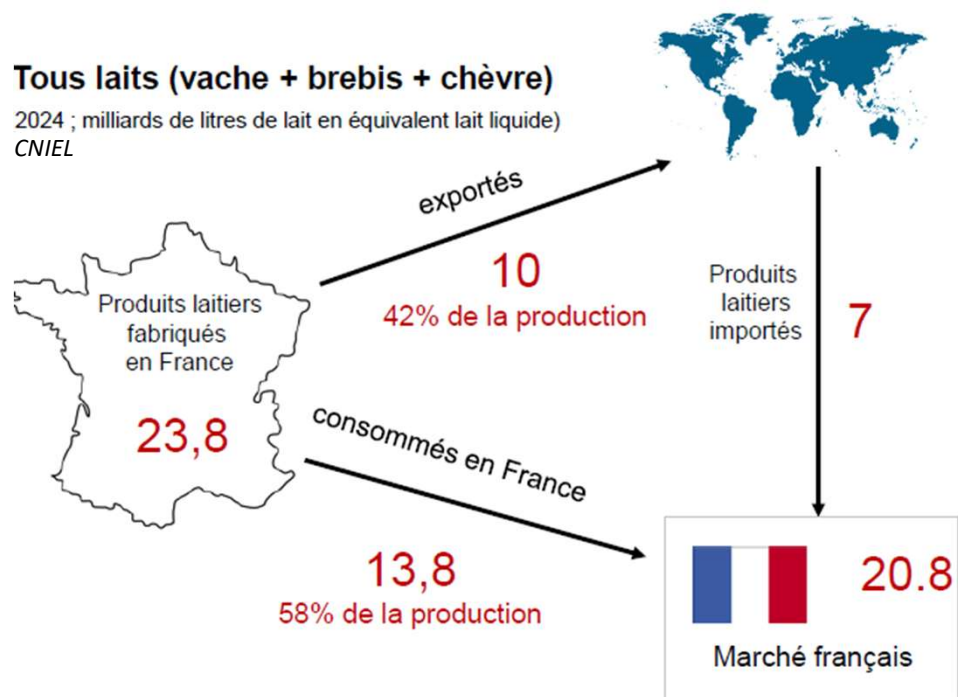 Tous laits (vache + brebis + chèvre)
2024 ; milliards de litres de lait en équivalent lait liquide)
CNIEL
exportés
10
42% de la production
Produits laitiers
fabriqués
en France
23,8
Produits
laitiers
importés
7
consommés en France
13,8
58% de la production
20.8
Marché français